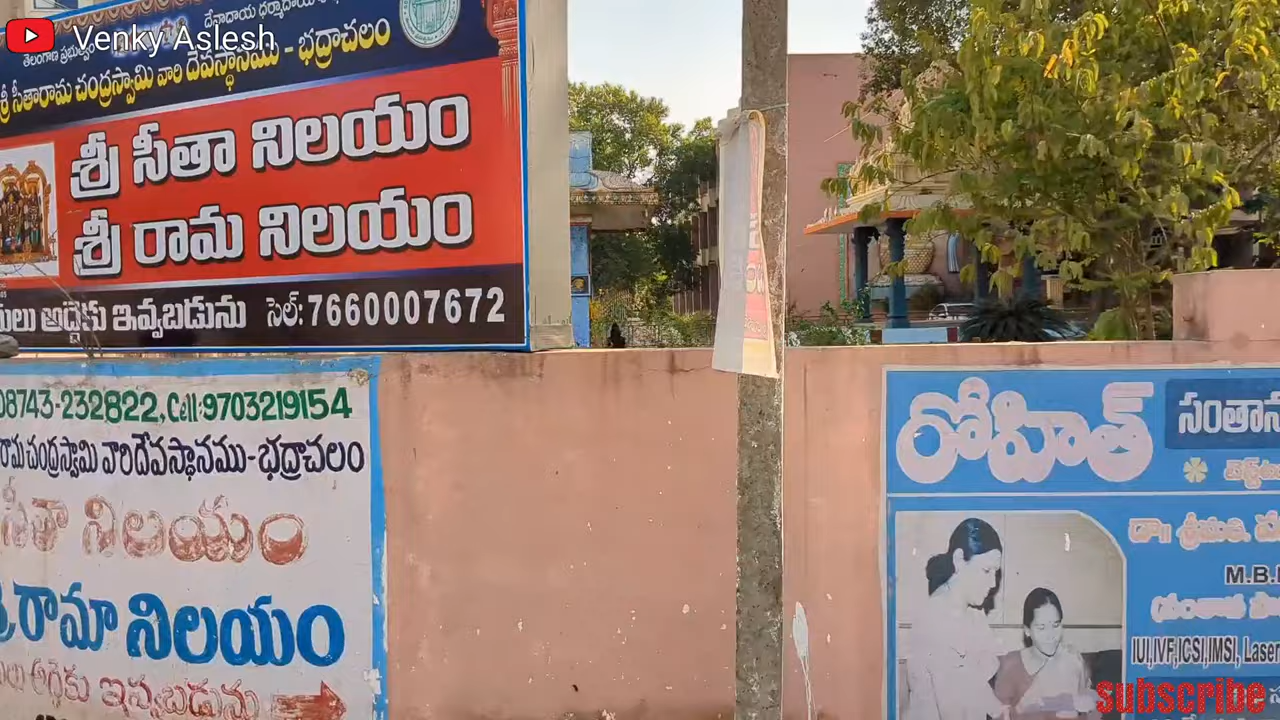 Venky Aslesh
తెలంగాణ ప్రభుత్వం
దేవాదాయ ధర్మాదాయ
శ్రీ సీతారామ చంద్రస్వామి వారి దేవస్థానము - భద్రాచలం
శ్రీ సీతా నిలయం
శ్రీ రామ నిలయం
అద్దెకు ఇవ్వబడును సెల్: 7660007672
08743-232822, Cell:9703219154
రామ చంద్రస్వామి వారి దేవస్థానము-భద్రాచలం
సీతా నిలయం
శ్రీ రామా నిలయం
అద్దెకు ఇవ్వబడును
రోహిత్
సంతాన
డా॥ శ్రీమతి.
M.B.
IUI,IVF,ICSI,IMSI, Laser
subscribe